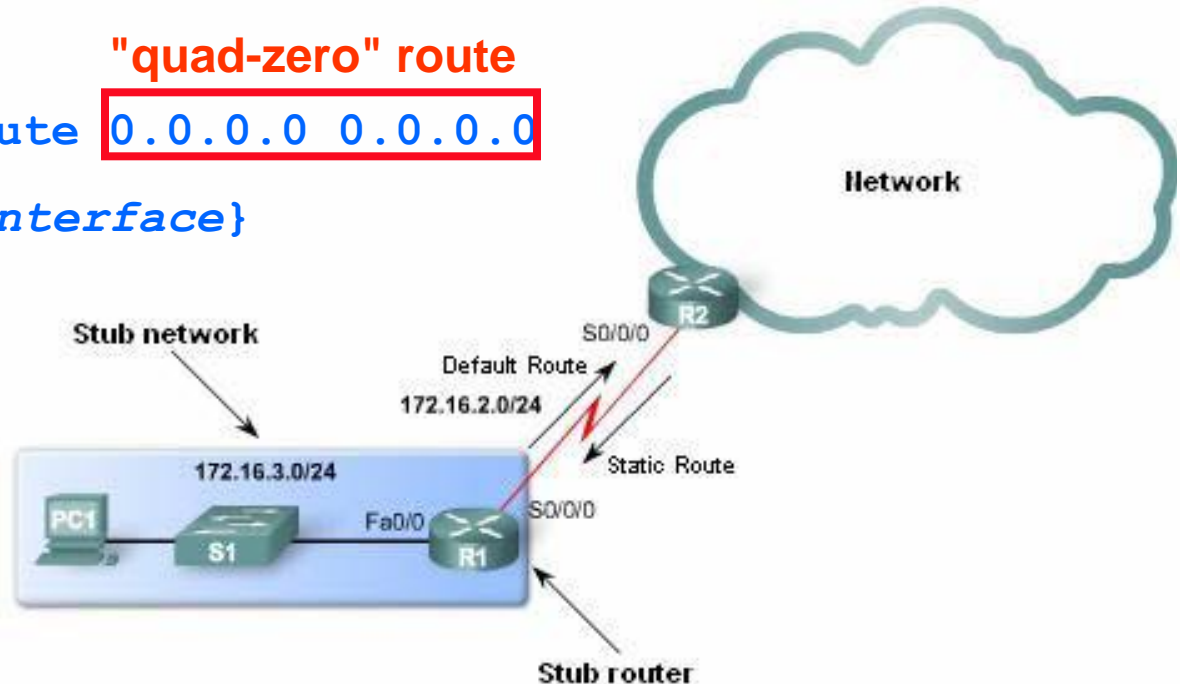 "quad-zero" route
ute 0.0.0.0 0.0.0.0
nterface}
Network
R2
S0/0/0
Stub network
Default Route
172.16.2.0/24
Static Route
172.16.3.0/24
PC1
S1
Fa0/0
R1
S0/0/0
Stub router